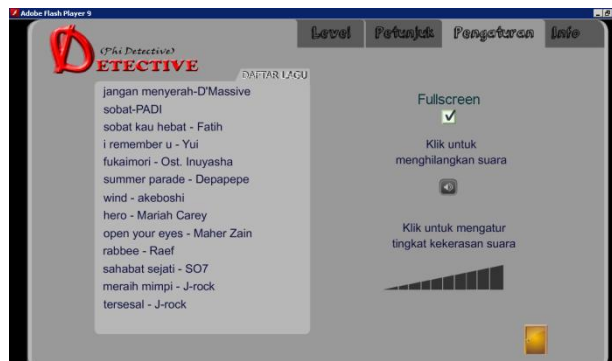 Adobe Flash Player 9
Level
Petunjuk
Pengaturan
Info
(Phi Detective)
DETECTIVE
DAFTAR LAGU
jangan menyerah-D'Massive
sobat-PADI
sobat kau hebat - Fatih
i remember u - Yui
fukaimori - Ost. Inuyasha
summer parade - Depapepe
wind - akeboshi
hero - Mariah Carey
open your eyes - Maher Zain
rabbee - Raef
sahabat sejati - SO7
meraih mimpi - J-rock
tersesal - J-rock
Fullscreen
Klik untuk
menghilangkan suara
Klik untuk mengatur
tingkat kekerasan suara